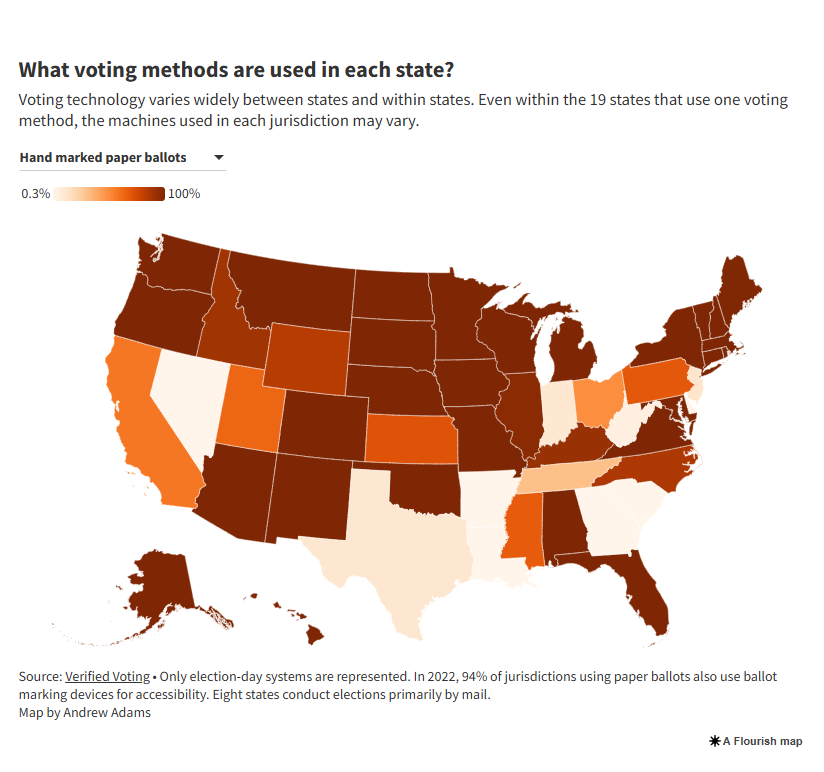 What voting methods are used in each state?
Voting technology varies widely between states and within states. Even within the 19 states that use one voting
method, the machines used in each jurisdiction may vary.
Hand marked paper ballots
0.3% 100%
Source: Verified Voting • Only election-day systems are represented. In 2022, 94% of jurisdictions using paper ballots also use ballot
marking devices for accessibility. Eight states conduct elections primarily by mail.
Map by Andrew Adams
A Flourish map